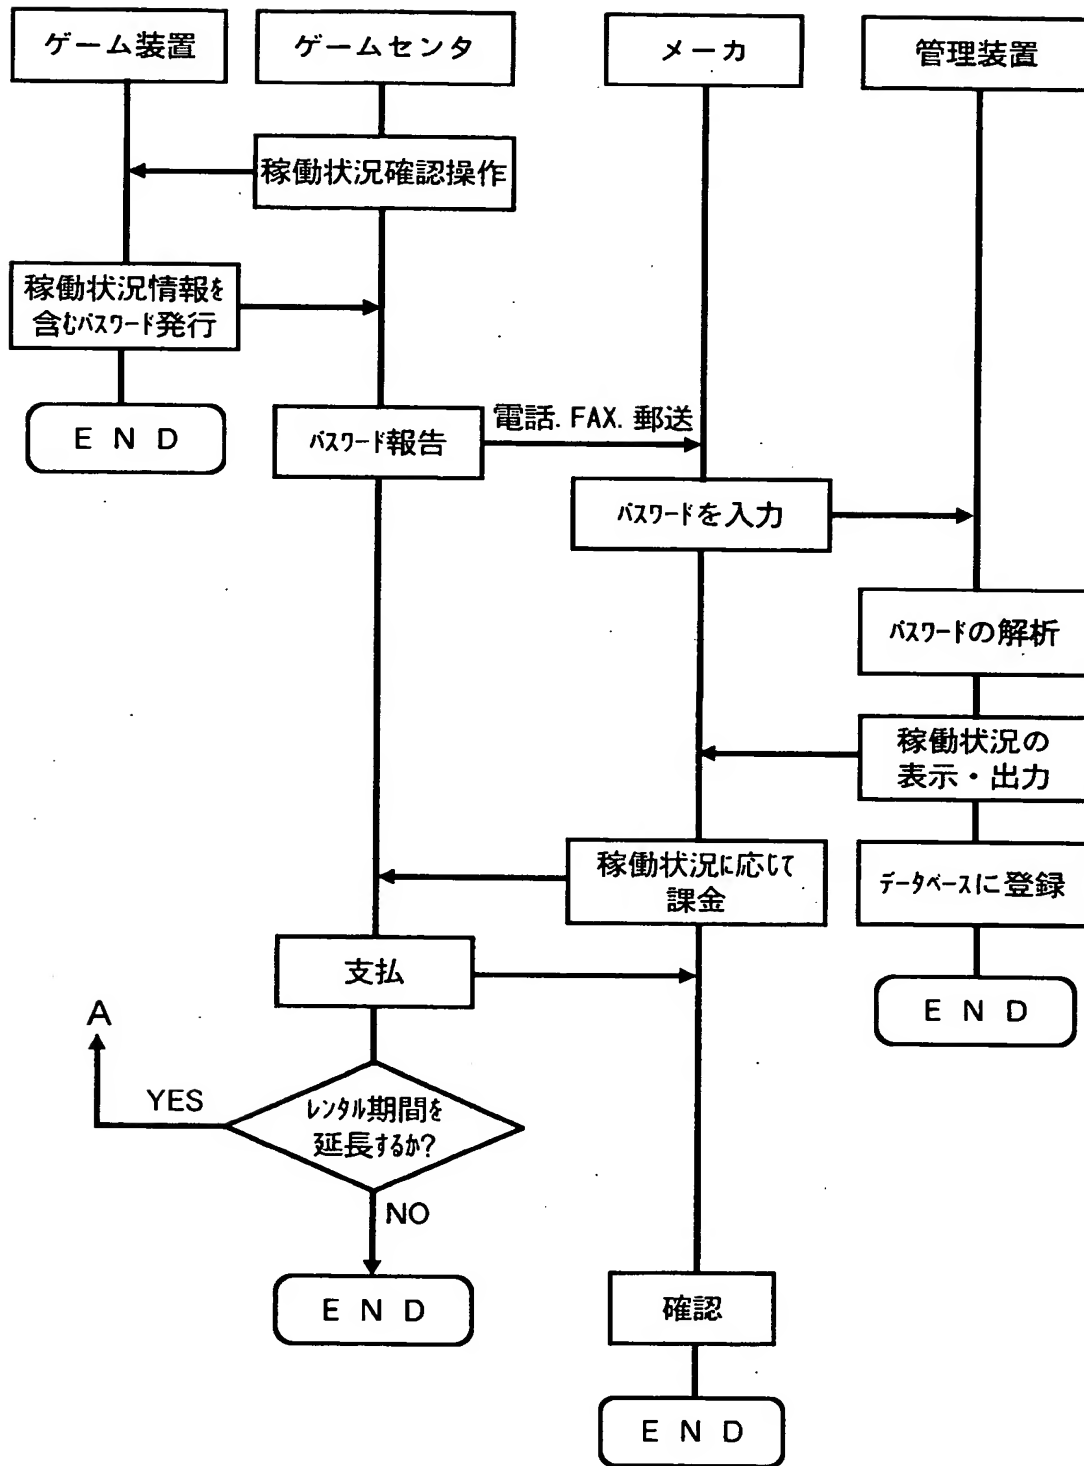 ゲーム装置
ゲームセンタ
メーカ
管理装置
稼働状況確認操作
稼働状況情報を
含むパスワード発行
E N D
パスワード報告
電話. FAX. 郵送
パスワードを入力
パスワードの解析
稼働状況の
表示・出力
稼働状況に応じて
課金
データベースに登録
支払
E N D
A
YES
レンタル期間を
延長するか?
NO
E N D
確認
E N D